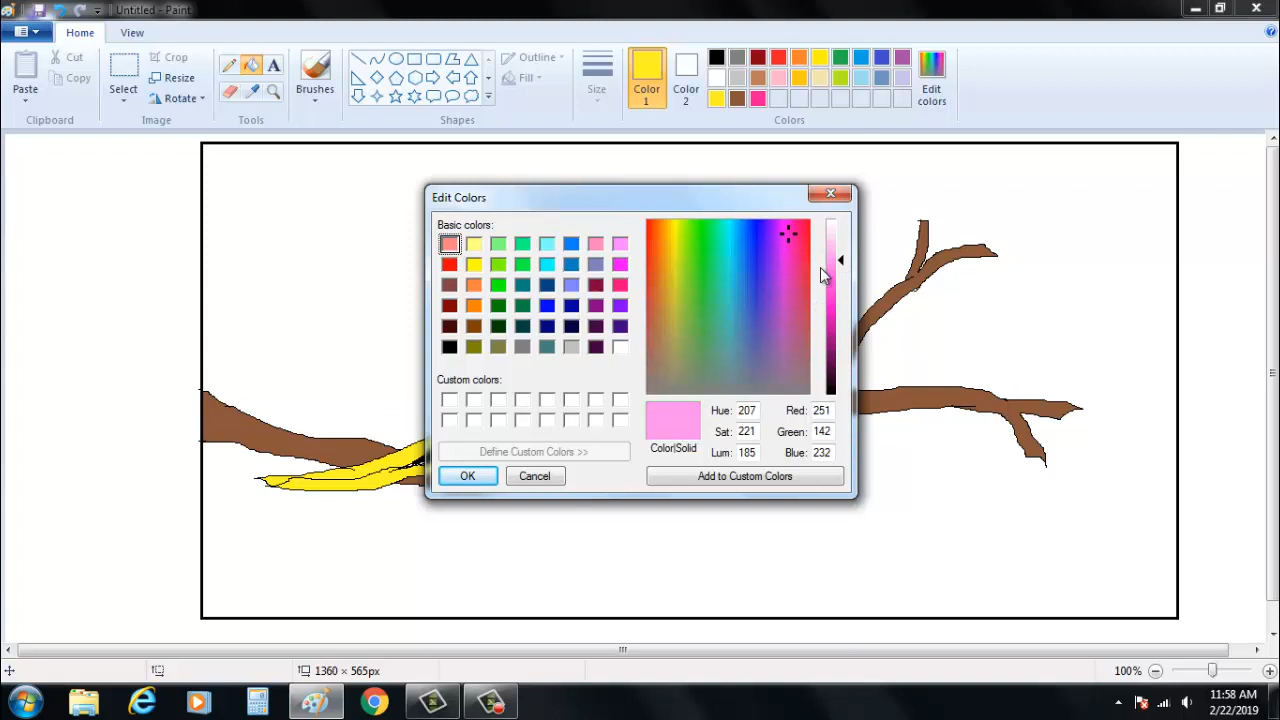 Untitled - Paint
Home View
Paste
Cut
Copy
Clipboard
Select
Crop
Resize
Rotate
Image
A
Tools
Brushes
Outline
Fill
Shapes
Size
Color
1
Color
2
Edit
colors
Colors
Edit Colors
Basic colors:
Custom colors:
Define Custom Colors >>
OK Cancel
Color|Solid
Hue: 207 Red: 251
Sat: 221 Green: 142
Lum: 185 Blue: 232
Add to Custom Colors
1360 × 565px
100%
11:58 AM
2/22/2019